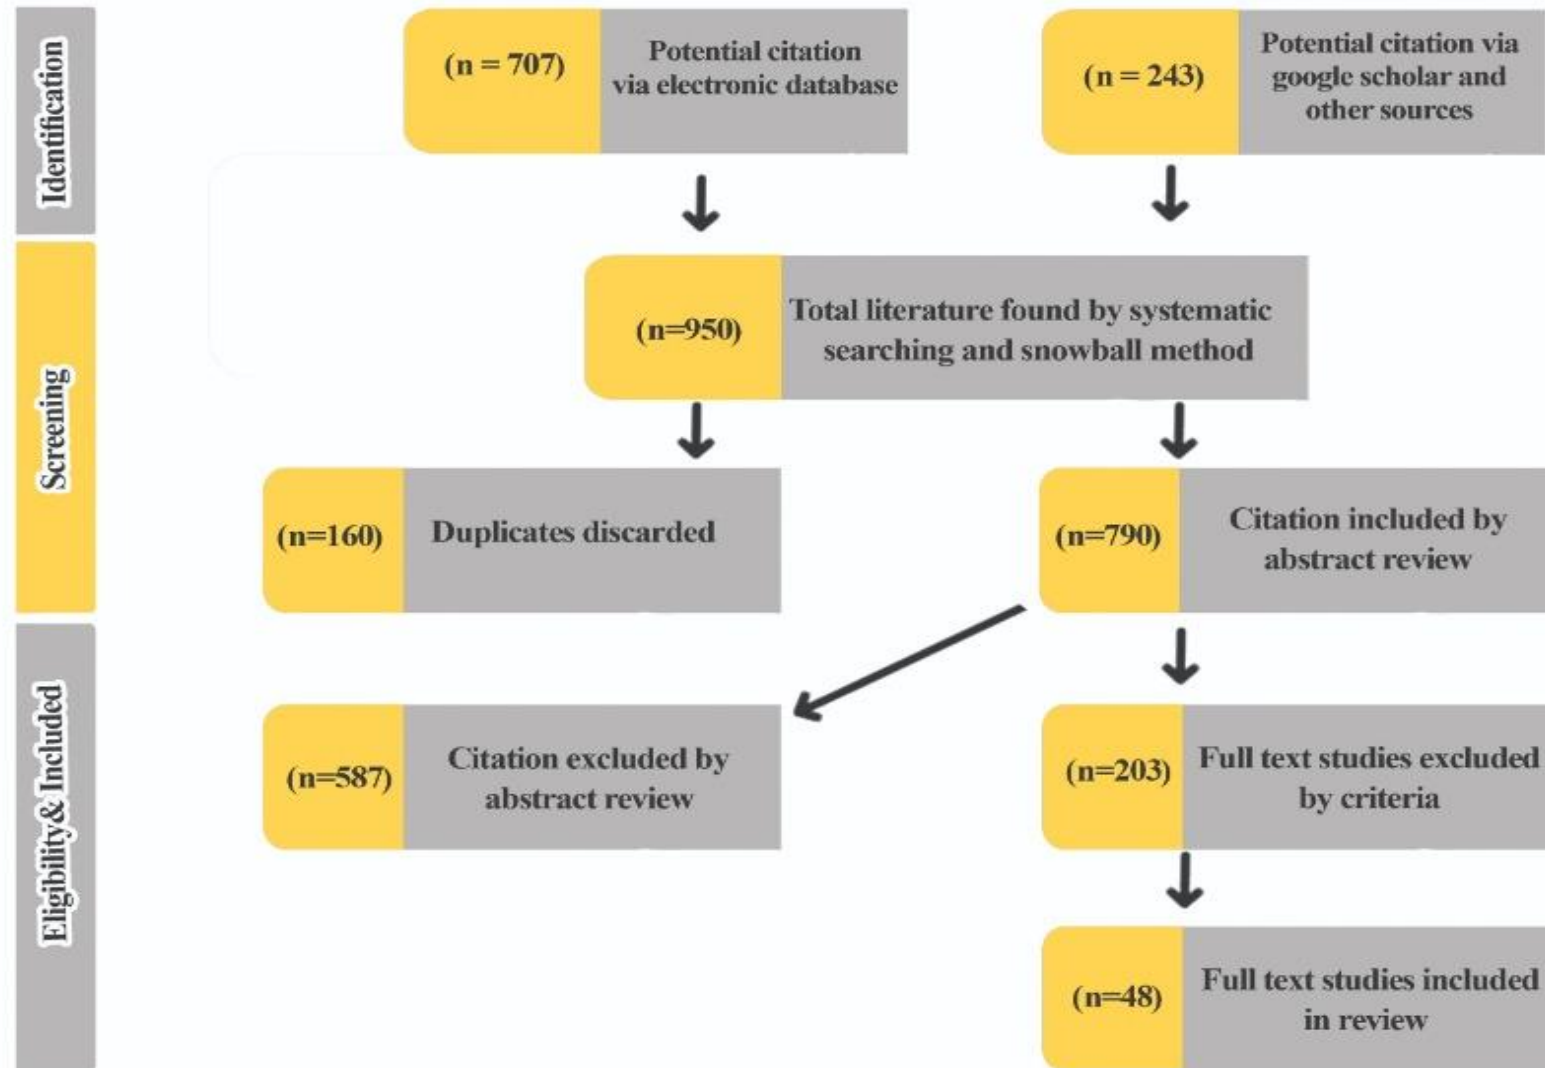 Identification
(n = 707)
Potential citation
via electronic database
(n = 243)
Potential citation via
google scholar and
other sources
Screening
(n=950)
Total literature found by systematic
searching and snowball method
(n=160)
Duplicates discarded
(n=790)
Citation included by
abstract review
Eligibility& Included
(n=587)
Citation excluded by
abstract review
(n=203)
Full text studies excluded
by criteria
(n=48)
Full text studies included
in review